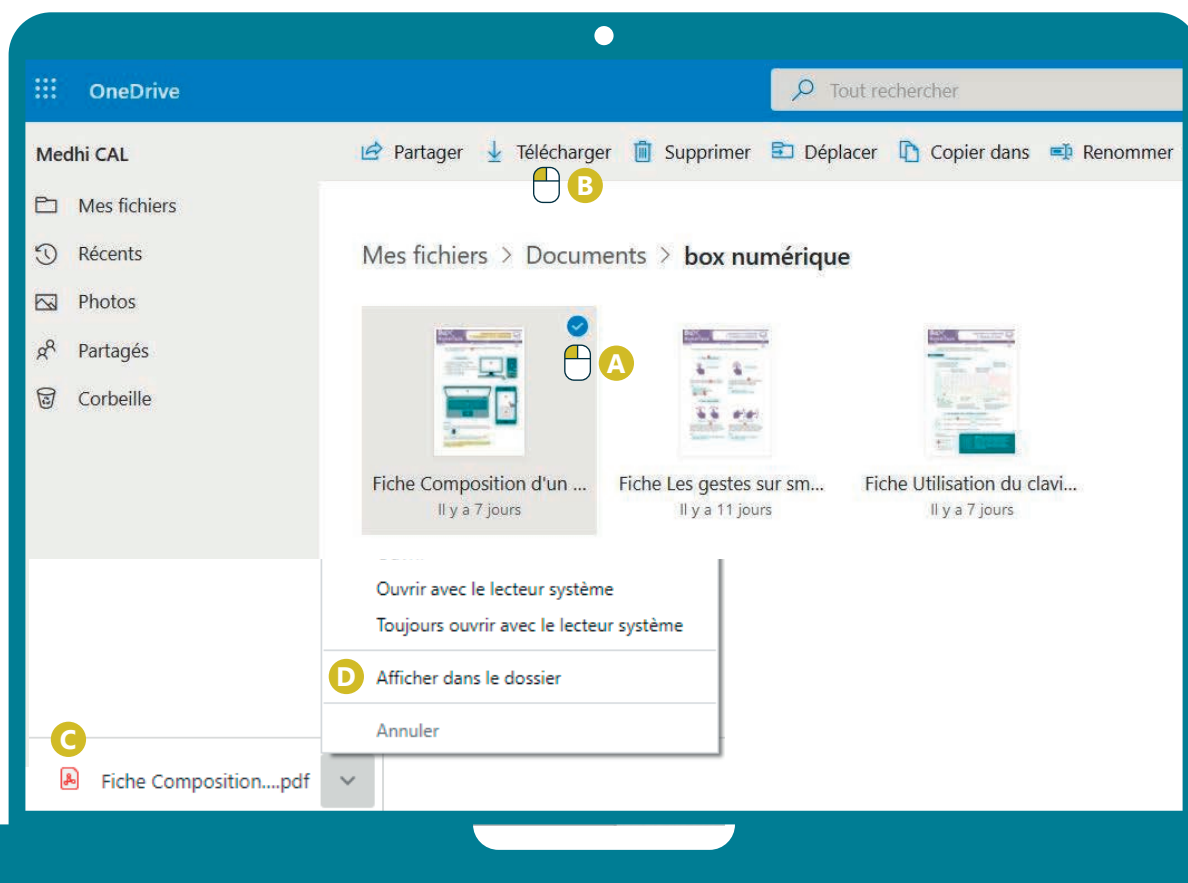 OneDrive
Tout rechercher
Medhi CAL
Partager Télécharger Supprimer Déplacer Copier dans Renommer
B
Mes fichiers
Récents
Photos
Partagés
Corbeille
Mes fichiers > Documents > box numérique
A
Fiche Composition d'un ... Fiche Les gestes sur sm... Fiche Utilisation du clavi...
Il y a 7 jours Il y a 11 jours Il y a 7 jours
Ouvrir avec le lecteur système
Toujours ouvrir avec le lecteur système
D Afficher dans le dossier
Annuler
C
Fiche Composition....pdf